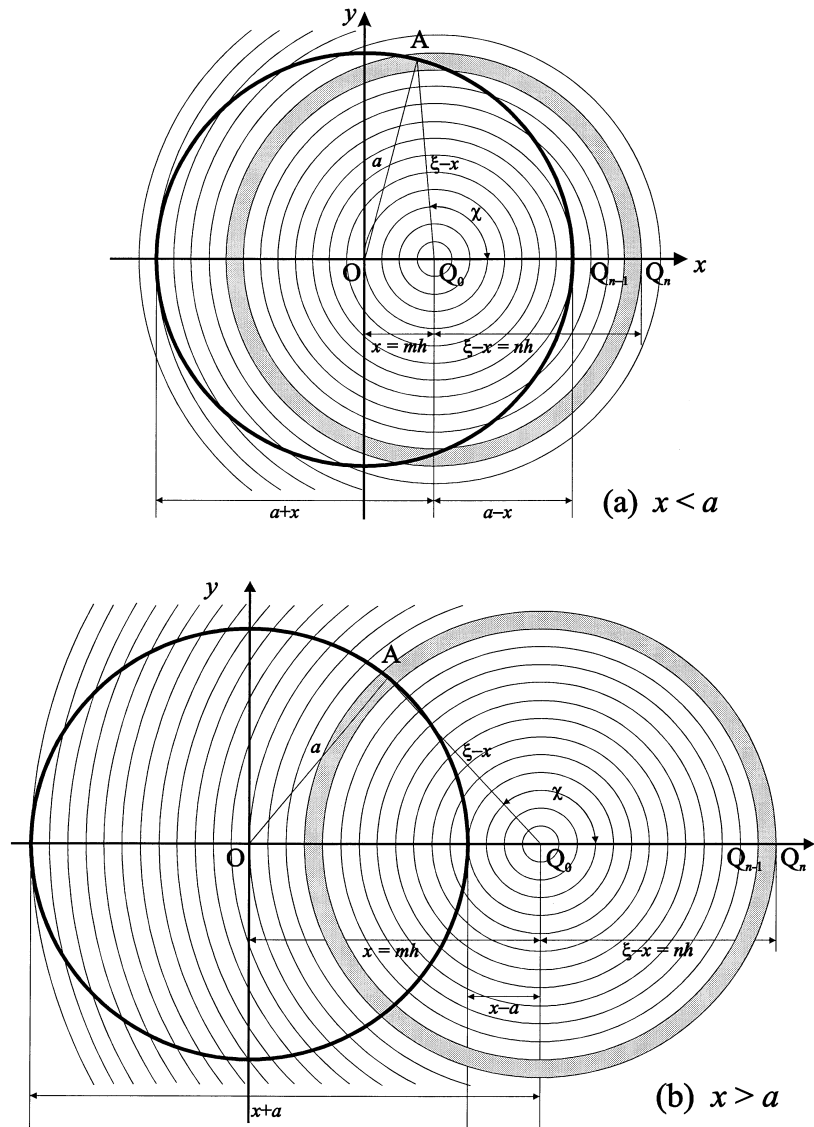 y
A
a
ξ–x
χ
O
Q₀
Qₙ₋₁
Qₙ
x
x = mh
ξ–x = nh
a+x
a–x
(a) x < a
y
A
a
ξ–x
χ
O
Q₀
Qₙ₋₁
Qₙ
x = mh
ξ–x = nh
x–a
x+a
(b) x > a